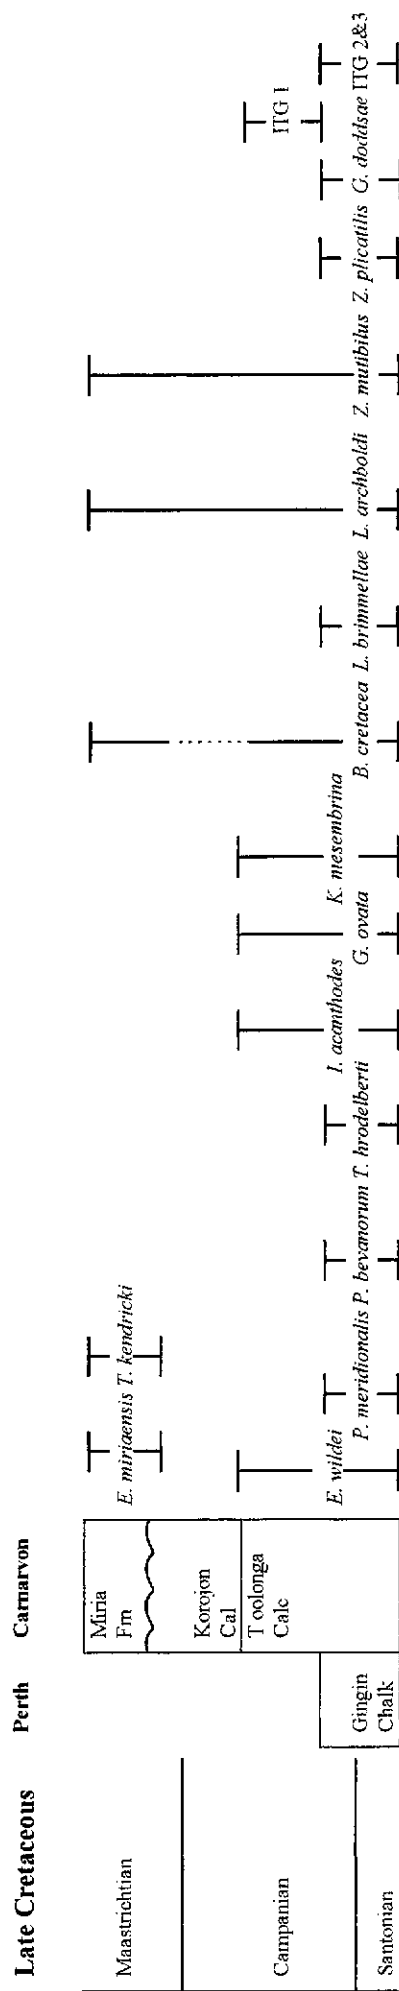 Late Cretaceous
Perth
Carnarvon
Maastrichtian
Campanian
Santonian
Gingin
Chalk
Miria
Fm
Korojon
Cal
T oolonga
Calc
E. miriaensis T. kendricki
E. wildei
P. meridionalis P. bevanorum T. hrodelberti
I. acanthodes
G. ovata
K. mesembrina
B. cretacea L. brimmellae L. archboldi Z. mutibilus Z. plicatilis G. doddsae ITG 2&3
ITG 1